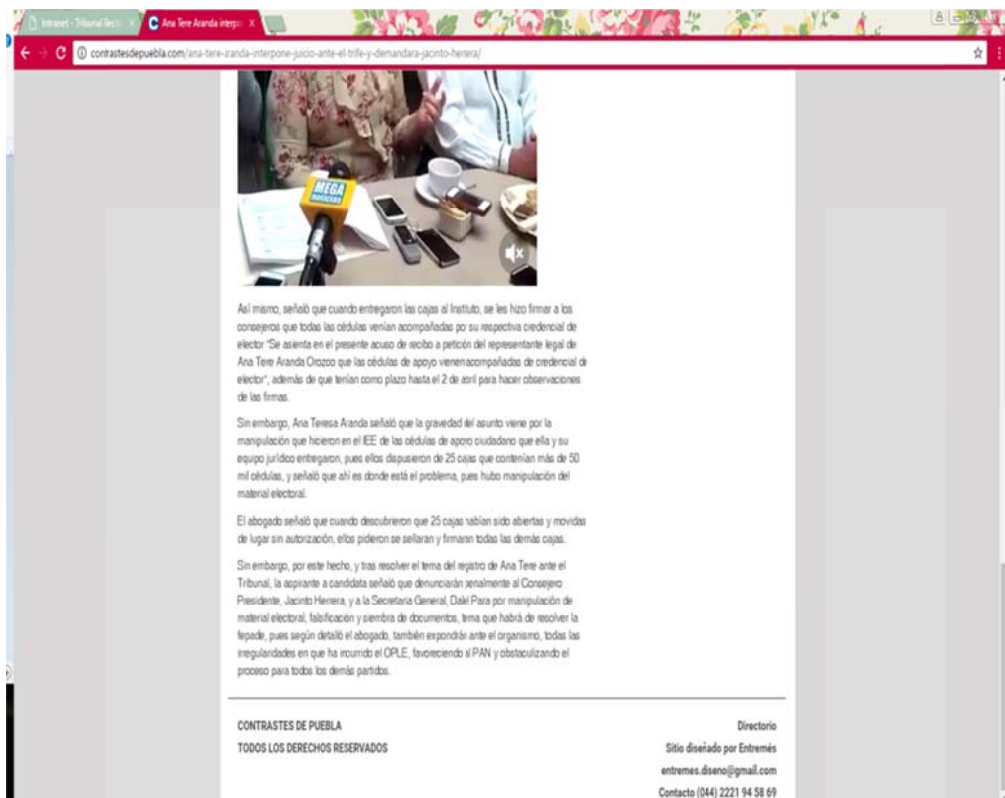 Intranet - Tribunal Elect
Ana Tere Aranda interpo
contrastesdepuebla.com/ana-tere-aranda-interpone-juicio-ante-el-trife-y-demandara-jacinto-herrera/
MEGA
NOTICIAS
Así mismo, señaló que cuando entregaron las cajas al Instituto, se les hizo firmar a los
consejeros que todas las cédulas venían acompañadas po su respectiva credencial de
elector "Se asienta en el presente acuso de recibo a petición del representante legal de
Ana Tere Aranda Orozco que las cédulas de apoyo vienenacompañadas de credencial de
elector", además de que tenían como plazo hasta el 2 de abril para hacer observaciones
de las firmas.
Sin embargo, Ana Teresa Aranda señaló que la gravedad del asunto viene por la
manipulación que hicieron en el IEE de las cédulas de apoyo ciudadano que ella y su
equipo jurídico entregaron, pues ellos dispusieron de 25 cajas que contenían más de 50
mil cédulas, y señaló que ahí es donde está el problema, pues hubo manipulación del
material electoral.
El abogado señaló que cuando descubrieron que 25 cajas habían sido abiertas y movidas
de lugar sin autorización, ellos pidieron se sellaran y firmaran todas las demás cajas.
Sin embargo, por este hecho, y tras resolver el tema del registro de Ana Tere ante el
Tribunal, la aspirante a candidata señaló que denunciarán penalmente al Consejero
Presidente, Jacinto Herrera, y a la Secretaria General, Dalel Para por manipulación de
material electoral, falsificación y siembra de documentos, tema que habrá de resolver la
fepade, pues según detalló el abogado, también expondrán ante el organismo, todas las
irregularidades en que ha incurrido el OPLE, favoreciendo al PAN y obstaculizando el
proceso para todos los demás partidos.
CONTRASTES DE PUEBLA
TODOS LOS DERECHOS RESERVADOS
Directorio
Sitio diseñado por Entremés
entremes.diseno@gmail.com
Contacto (044) 2221 94 58 69